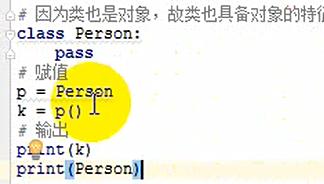 # 因为类也是对象，故类也具备对象的特征
class Person:
    pass
# 赋值
p = Person
k = p()
# 输出
print(k)
print(Person)